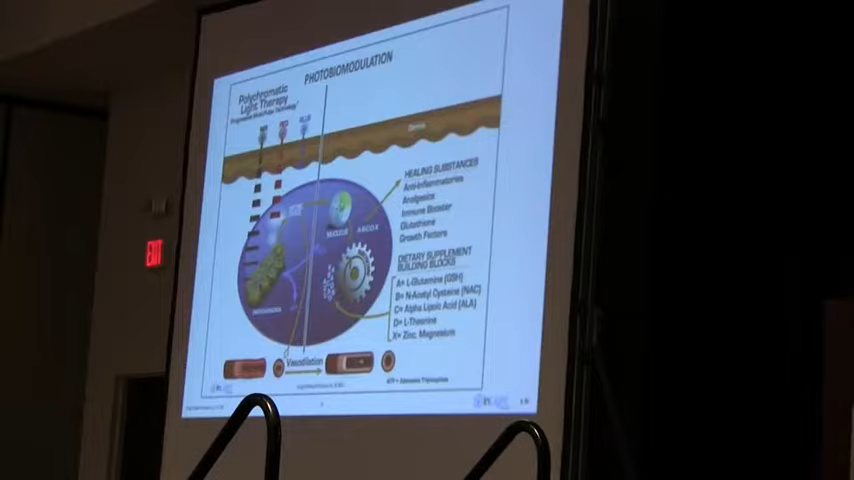 PHOTOBIOMODULATION
Polychromatic
Light Therapy
Dermis
EXIT
HEALING SUBSTANCES
Anti-Inflammatories
Analgesics
Immune Booster
Glutathione
Growth Factors
DIETARY SUPPLEMENT
BUILDING BLOCKS
A= L-Glutamine (GSH)
B= N-Acetyl Cysteine (NAC)
C= Alpha Lipoic Acid (ALA)
D= L-Theanine
X= Zinc, Magnesium
Vasodilation
ATP = Adenosine Triphosphate